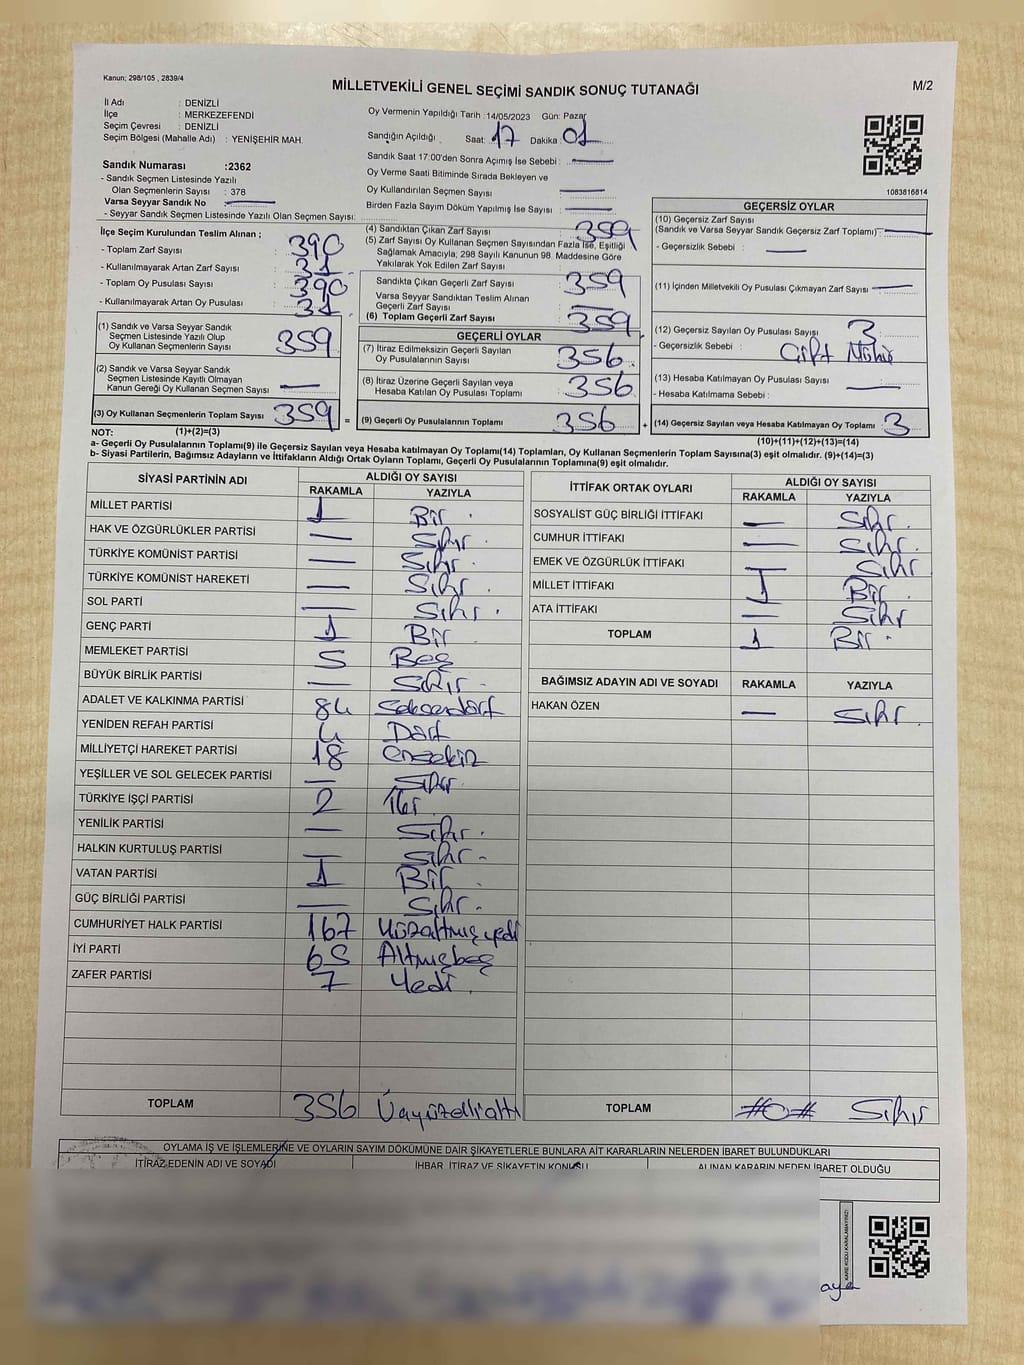 Kanun; 298/105 , 2839/4
MİLLETVEKİLİ GENEL SEÇİMİ SANDIK SONUÇ TUTANAĞI
M/2
İl Adı : DENİZLİ
İlçe : MERKEZEFENDİ
Seçim Çevresi : DENİZLİ
Seçim Bölgesi (Mahalle Adı) : YENİŞEHİR MAH.
Oy Vermenin Yapıldığı Tarih : 14/05/2023 Gün: Pazar
Sandığın Açıldığı Saat: 17 Dakika : 01
Sandık Saat 17:00'den Sonra Açımış İse Sebebi : —
Oy Verme Saati Bitiminde Sırada Bekleyen ve
Oy Kullandırılan Seçmen Sayısı : —
Birden Fazla Sayım Döküm Yapılmış İse Sayısı : —
1083816814
Sandık Numarası :2362
- Sandık Seçmen Listesinde Yazılı
Olan Seçmenlerin Sayısı : 378
Varsa Seyyar Sandık No : —
- Seyyar Sandık Seçmen Listesinde Yazılı Olan Seçmen Sayısı:
İlçe Seçim Kurulundan Teslim Alınan ;
- Toplam Zarf Sayısı : 390
- Kullanılmayarak Artan Zarf Sayısı : 31
- Toplam Oy Pusulası Sayısı : 390
- Kullanılmayarak Artan Oy Pusulası : 31
(1) Sandık ve Varsa Seyyar Sandık
Seçmen Listesinde Yazılı Olup
Oy Kullanan Seçmenlerin Sayısı : 359
(2) Sandık ve Varsa Seyyar Sandık
Seçmen Listesinde Kayıtlı Olmayan
Kanun Gereği Oy Kullanan Seçmen Sayısı : —
(3) Oy Kullanan Seçmenlerin Toplam Sayısı : 359 =
(4) Sandıktan Çıkan Zarf Sayısı : 359
(5) Zarf Sayısı Oy Kullanan Seçmen Sayısından Fazla İse, Eşitliği
Sağlamak Amacıyla; 298 Sayılı Kanunun 98. Maddesine Göre
Yakılarak Yok Edilen Zarf Sayısı :
Sandıkta Çıkan Geçerli Zarf Sayısı : 359
Varsa Seyyar Sandıktan Teslim Alınan
Geçerli Zarf Sayısı : —
(6) Toplam Geçerli Zarf Sayısı : 359
GEÇERLİ OYLAR
(7) İtiraz Edilmeksizin Geçerli Sayılan
Oy Pusulalarının Sayısı : 356
(8) İtiraz Üzerine Geçerli Sayılan veya
Hesaba Katılan Oy Pusulası Toplamı : 356
(9) Geçerli Oy Pusulalarının Toplamı : 356 +
GEÇERSİZ OYLAR
(10) Geçersiz Zarf Sayısı
(Sandık ve Varsa Seyyar Sandık Geçersiz Zarf Toplamı) : —
- Geçersizlik Sebebi : —
(11) İçinden Milletvekili Oy Pusulası Çıkmayan Zarf Sayısı : —
(12) Geçersiz Sayılan Oy Pusulası Sayısı : 3
- Geçersizlik Sebebi : Çift Mühür
(13) Hesaba Katılmayan Oy Pusulası Sayısı : —
- Hesaba Katılmama Sebebi :
(14) Geçersiz Sayılan veya Hesaba Katılmayan Oy Toplamı : 3
NOT: (1)+(2)=(3) (10)+(11)+(12)+(13)=(14)
a- Geçerli Oy Pusulalarının Toplamı(9) ile Geçersiz Sayılan veya Hesaba katılmayan Oy Toplamı(14) Toplamları, Oy Kullanan Seçmenlerin Toplam Sayısına(3) eşit olmalıdır. (9)+(14)=(3)
b- Siyasi Partilerin, Bağımsız Adayların ve İttifakların Aldığı Ortak Oyların Toplamı, Geçerli Oy Pusulalarının Toplamına(9) eşit olmalıdır.
SİYASİ PARTİNİN ADI ALDIĞI OY SAYISI
RAKAMLA YAZIYLA
MİLLET PARTİSİ 1 Bir.
HAK VE ÖZGÜRLÜKLER PARTİSİ — Sıfır.
TÜRKİYE KOMÜNİST PARTİSİ — Sıfır.
TÜRKİYE KOMÜNİST HAREKETİ — Sıfır
SOL PARTİ — Sıfır.
GENÇ PARTİ 1 Bir
MEMLEKET PARTİSİ 5 Beş
BÜYÜK BİRLİK PARTİSİ — Sıfır.
ADALET VE KALKINMA PARTİSİ 84 Seksendört
YENİDEN REFAH PARTİSİ 4 Dört
MİLLİYETÇİ HAREKET PARTİSİ 18 onsekiz
YEŞİLLER VE SOL GELECEK PARTİSİ — Sıfır.
TÜRKİYE İŞÇİ PARTİSİ 2 İki
YENİLİK PARTİSİ — Sıfır.
HALKIN KURTULUŞ PARTİSİ — Sıfır.
VATAN PARTİSİ 1 Bir
GÜÇ BİRLİĞİ PARTİSİ — Sıfır.
CUMHURİYET HALK PARTİSİ 167 Yüzaltmışyedi
İYİ PARTİ 65 Altmışbeş
ZAFER PARTİSİ 7 Yedi
TOPLAM 356 Üçyüzellialtı
İTTİFAK ORTAK OYLARI ALDIĞI OY SAYISI
RAKAMLA YAZIYLA
SOSYALİST GÜÇ BİRLİĞİ İTTİFAKI — Sıfır.
CUMHUR İTTİFAKI — Sıfır.
EMEK VE ÖZGÜRLÜK İTTİFAKI — Sıfır
MİLLET İTTİFAKI 1 Bir
ATA İTTİFAKI — Sıfır
TOPLAM 1 Bir.
BAĞIMSIZ ADAYIN ADI VE SOYADI RAKAMLA YAZIYLA
HAKAN ÖZEN — Sıfır.
TOPLAM #0# Sıfır
OYLAMA İŞ VE İŞLEMLERİNE VE OYLARIN SAYIM DÖKÜMÜNE DAİR ŞİKAYETLERLE BUNLARA AİT KARARLARIN NELERDEN İBARET BULUNDUKLARI
İTİRAZ EDENİN ADI VE SOYADI İHBAR, İTİRAZ VE ŞİKAYETİN KONUSU ALINAN KARARIN NEDEN İBARET OLDUĞU
KARE KODU KARALAMAYINIZ!